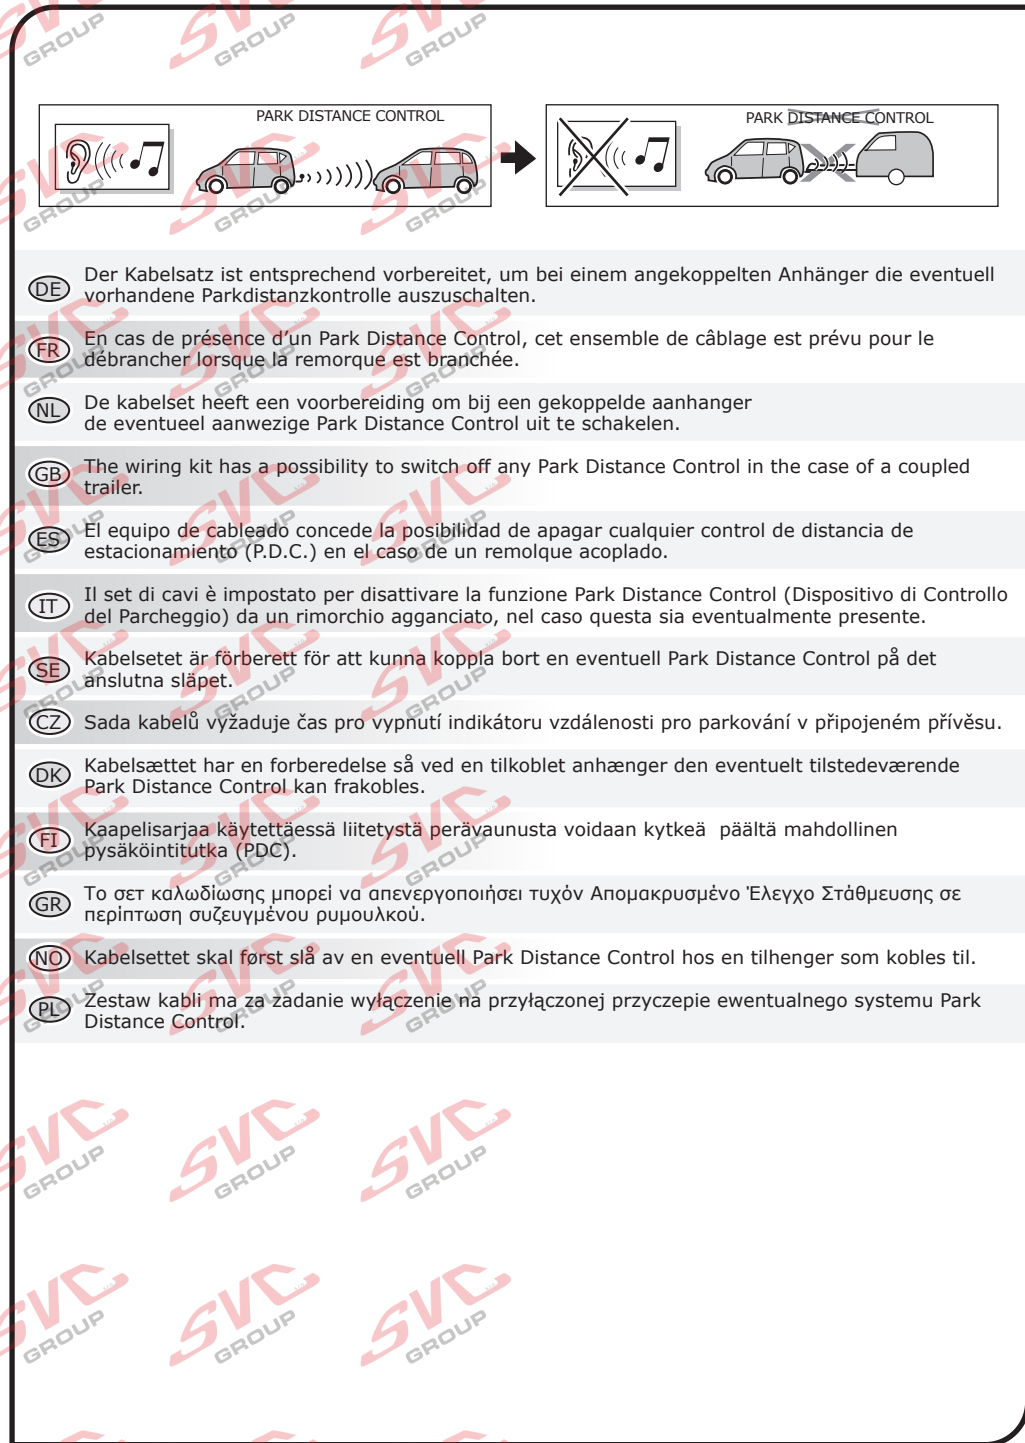 PARK DISTANCE CONTROL
PARK DISTANCE CONTROL
DE
Der Kabelsatz ist entsprechend vorbereitet, um bei einem angekoppelten Anhänger die eventuell
vorhandene Parkdistanzkontrolle auszuschalten.
FR
En cas de présence d'un Park Distance Control, cet ensemble de câblage est prévu pour le
débrancher lorsque la remorque est branchée.
NL
De kabelset heeft een voorbereiding om bij een gekoppelde aanhanger
de eventueel aanwezige Park Distance Control uit te schakelen.
GB
The wiring kit has a possibility to switch off any Park Distance Control in the case of a coupled
trailer.
ES
El equipo de cableado concede la posibilidad de apagar cualquier control de distancia de
estacionamiento (P.D.C.) en el caso de un remolque acoplado.
IT
Il set di cavi è impostato per disattivare la funzione Park Distance Control (Dispositivo di Controllo
del Parcheggio) da un rimorchio agganciato, nel caso questa sia eventualmente presente.
SE
Kabelsetet är förberett för att kunna koppla bort en eventuell Park Distance Control på det
anslutna släpet.
CZ
Sada kabelů vyžaduje čas pro vypnutí indikátoru vzdálenosti pro parkování v připojeném přívěsu.
DK
Kabelsættet har en forberedelse så ved en tilkoblet anhænger den eventuelt tilstedeværende
Park Distance Control kan frakobles.
FI
Kaapelisarjaa käytettäessä liitetystä perävaunusta voidaan kytkeä päältä mahdollinen
pysäköintitutka (PDC).
GR
Το σετ καλωδίωσης μπορεί να απενεργοποιήσει τυχόν Απομακρυσμένο Έλεγχο Στάθμευσης σε
περίπτωση συζευγμένου ρυμουλκού.
NO
Kabelsettet skal først slå av en eventuell Park Distance Control hos en tilhenger som kobles til.
PL
Zestaw kabli ma za zadanie wyłączenie na przyłączonej przyczepie ewentualnego systemu Park
Distance Control.
SVC
GROUP